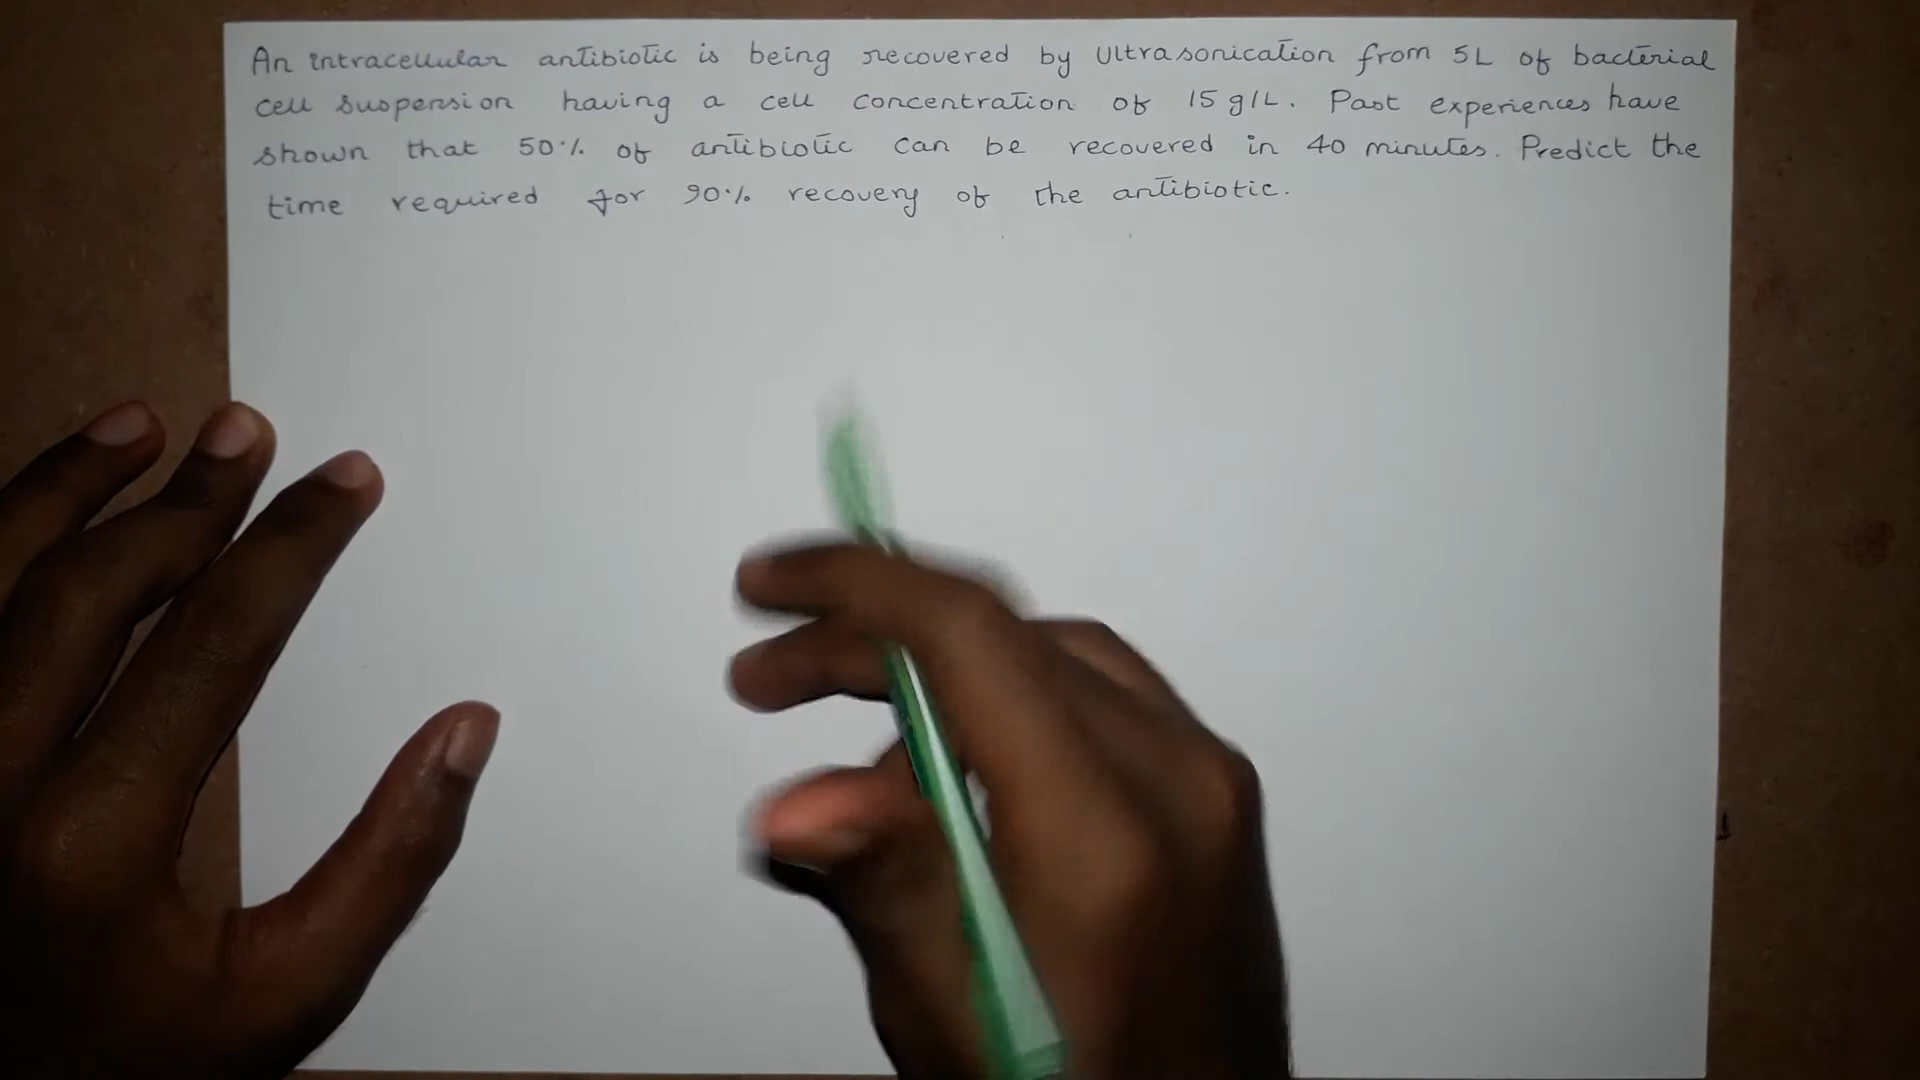 An intracellular antibiotic is being recovered by ultrasonication from 5L of bacterial
cell suspension having a cell concentration of 15 g/L. Past experiences have
shown that 50% of antibiotic can be recovered in 40 minutes. Predict the
time required for 90% recovery of the antibiotic.